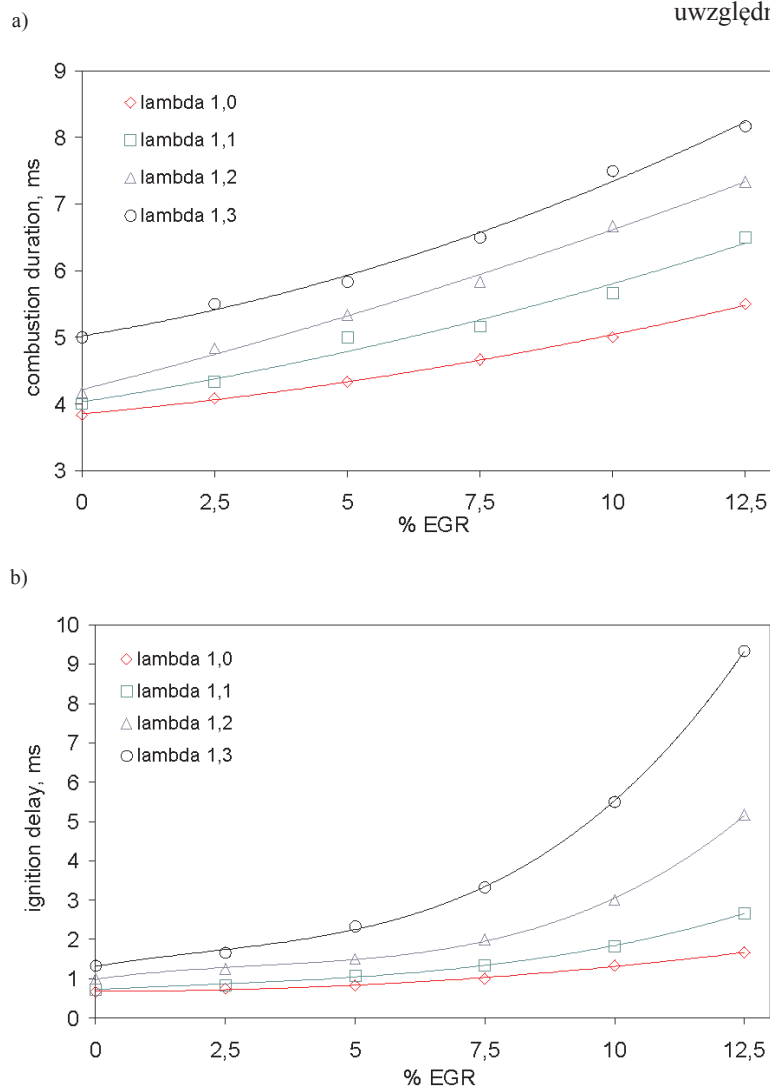 uwzględr
a)
9
8
7
6
5
4
3
combustion duration, ms
lambda 1,0
lambda 1,1
lambda 1,2
lambda 1,3
0 2,5 5 7,5 10 12,5
% EGR
b)
10
9
8
7
6
5
4
3
2
1
0
ignition delay, ms
lambda 1,0
lambda 1,1
lambda 1,2
lambda 1,3
0 2,5 5 7,5 10 12,5
% EGR